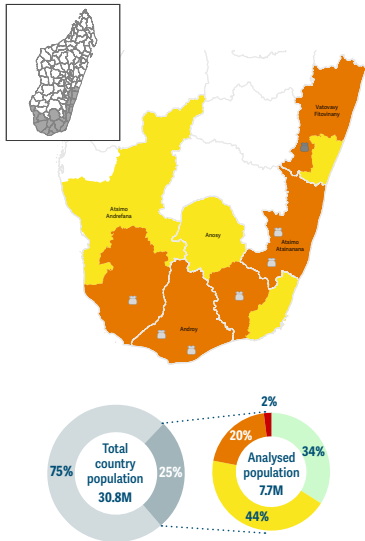 Vatovavy
Fitovinany
Atsimo
Andrefana
Anosy
Atsimo
Atsinanana
Androy
2%
20%
34%
75%
Total
country
population
30.8M
25%
Analysed
population
7.7M
44%